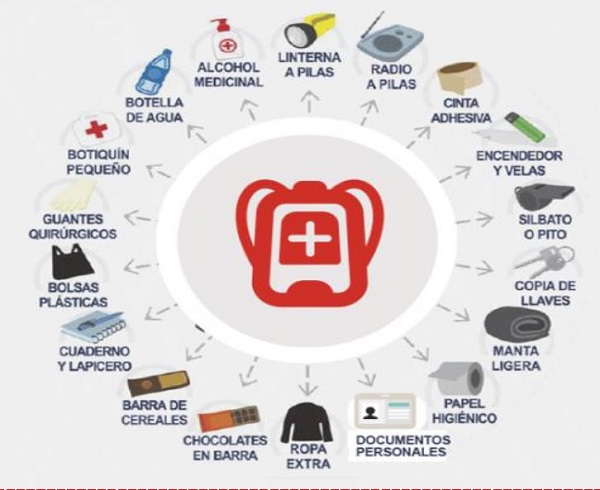 LINTERNA
A PILAS
RADIO
A PILAS
CINTA
ADHESIVA
ENCENDEDOR
Y VELAS
SILBATO
O PITO
COPIA DE
LLAVES
MANTA
LIGERA
PAPEL
HIGIÉNICO
DOCUMENTOS
PERSONALES
ROPA
EXTRA
CHOCOLATES
EN BARRA
BARRA DE
CEREALES
CUADERNO
Y LAPICERO
BOLSAS
PLÁSTICAS
GUANTES
QUIRÚRGICOS
BOTIQUÍN
PEQUEÑO
BOTELLA
DE AGUA
ALCOHOL
MEDICINAL